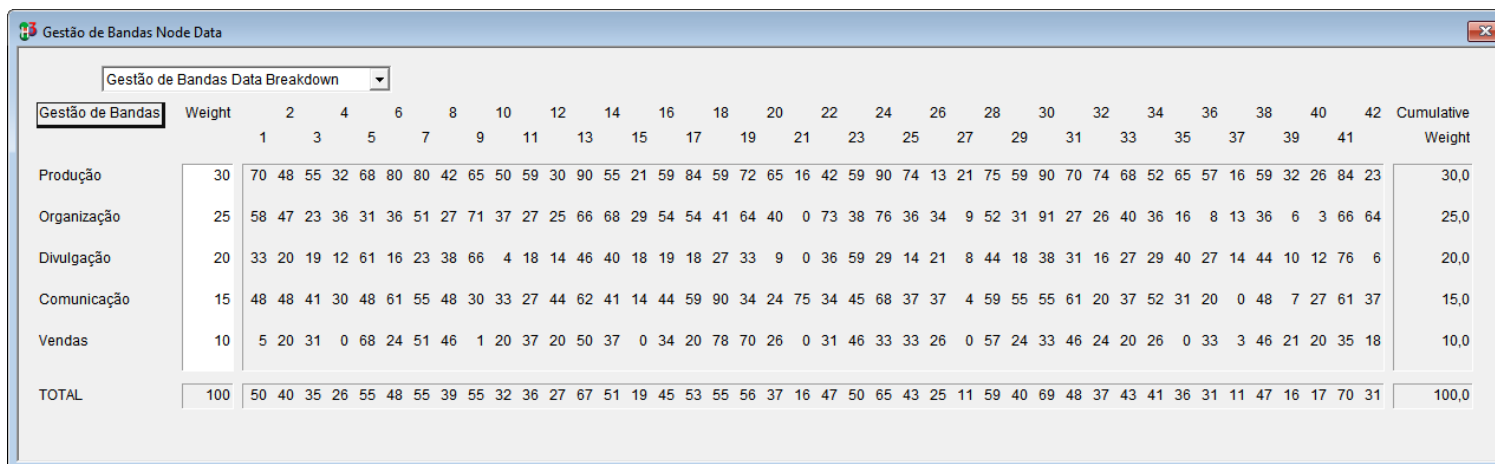 Gestão de Bandas Node Data
Gestão de Bandas Data Breakdown
Gestão de Bandas Weight 2 4 6 8 10 12 14 16 18 20 22 24 26 28 30 32 34 36 38 40 42 Cumulative
1 3 5 7 9 11 13 15 17 19 21 23 25 27 29 31 33 35 37 39 41 Weight
Produção 30 70 48 55 32 68 80 80 42 65 50 59 30 90 55 21 59 84 59 72 65 16 42 59 90 74 13 21 75 59 90 70 74 68 52 65 57 16 59 32 26 84 23 30,0
Organização 25 58 47 23 36 31 36 51 27 71 37 27 25 66 68 29 54 54 41 64 40 0 73 38 76 36 34 9 52 31 91 27 26 40 36 16 8 13 36 6 3 66 64 25,0
Divulgação 20 33 20 19 12 61 16 23 38 66 4 18 14 46 40 18 19 18 27 33 9 0 36 59 29 14 21 8 44 18 38 31 16 27 29 40 27 14 44 10 12 76 6 20,0
Comunicação 15 48 48 41 30 48 61 55 48 30 33 27 44 62 41 14 44 59 90 34 24 75 34 45 68 37 37 4 59 55 55 61 20 37 52 31 20 0 48 7 27 61 37 15,0
Vendas 10 5 20 31 0 68 24 51 46 1 20 37 20 50 37 0 34 20 78 70 26 0 31 46 33 33 26 0 57 24 33 46 24 20 26 0 33 3 46 21 20 35 18 10,0
TOTAL 100 50 40 35 26 55 48 55 39 55 32 36 27 67 51 19 45 53 55 56 37 16 47 50 65 43 25 11 59 40 69 48 37 43 41 36 31 11 47 16 17 70 31 100,0